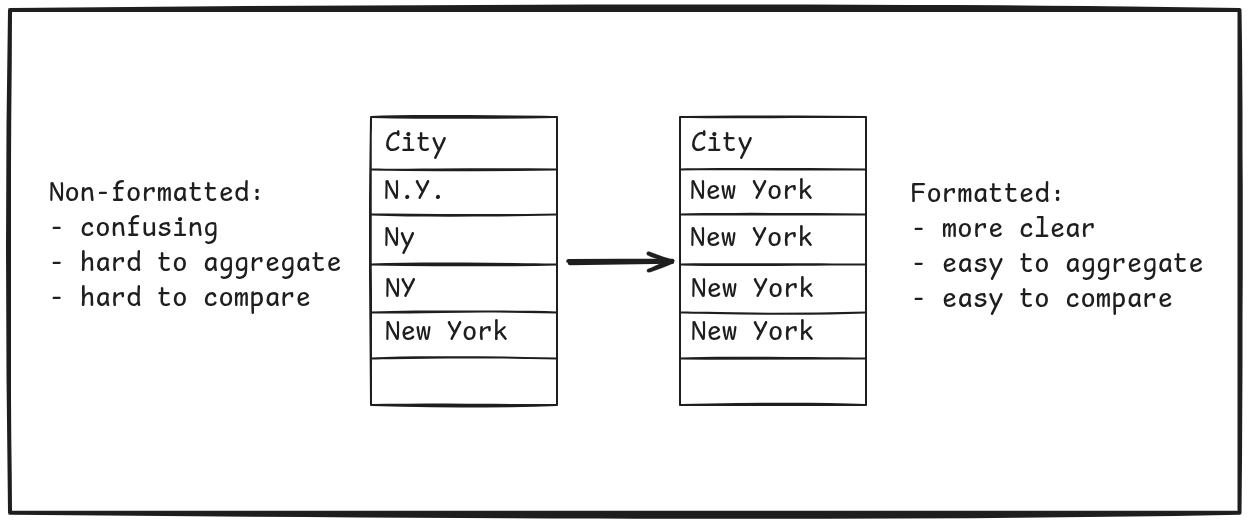 Non-formatted:
- confusing
- hard to aggregate
- hard to compare
City
N.Y.
Ny
NY
New York
City
New York
New York
New York
New York
Formatted:
- more clear
- easy to aggregate
- easy to compare